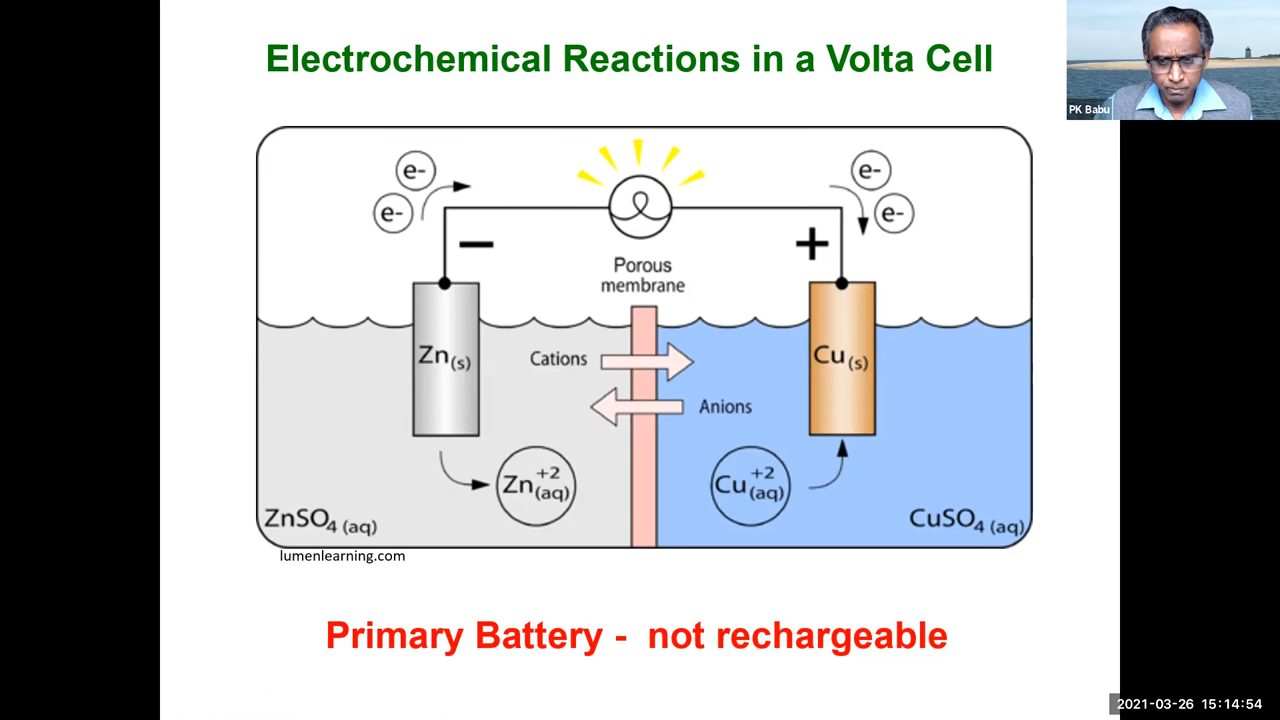 Electrochemical Reactions in a Volta Cell
PK Babu
e-
e-
e-
e-
−
+
Porous
membrane
Zn(s)
Cations
Cu(s)
Anions
Zn+2(aq)
Cu+2(aq)
ZnSO4 (aq)
CuSO4 (aq)
lumenlearning.com
Primary Battery - not rechargeable
2021-03-26 15:14:54